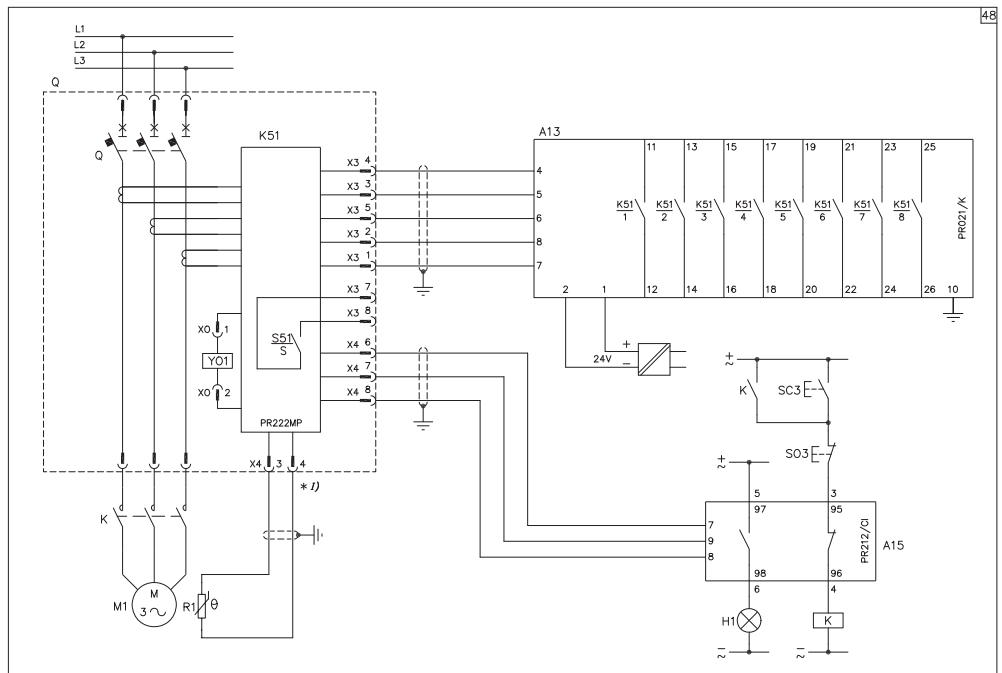 48
L1
L2
L3
Q
Q
K51
X3 4
X3 3
X3 5
X3 2
X3 1
X3 7
X3 8
X4 6
X4 7
X4 8
S51
S
X0 1
Y01
X0 2
PR222MP
X4 3 4
* I)
K
M1
M
3 ~
R1 θ
A13
4
5
6
8
7
11 13 15 17 19 21 23 25
K51 K51 K51 K51 K51 K51 K51 K51
1 2 3 4 5 6 7 8
PR021/K
2 1 12 14 16 18 20 22 24 26 10
24V
+
−
+
~
K
SC3
SO3
+
~
5 3
97 95
7
9
8
PR212/CI
A15
98 96
6 4
H1
K
−
~
−
~